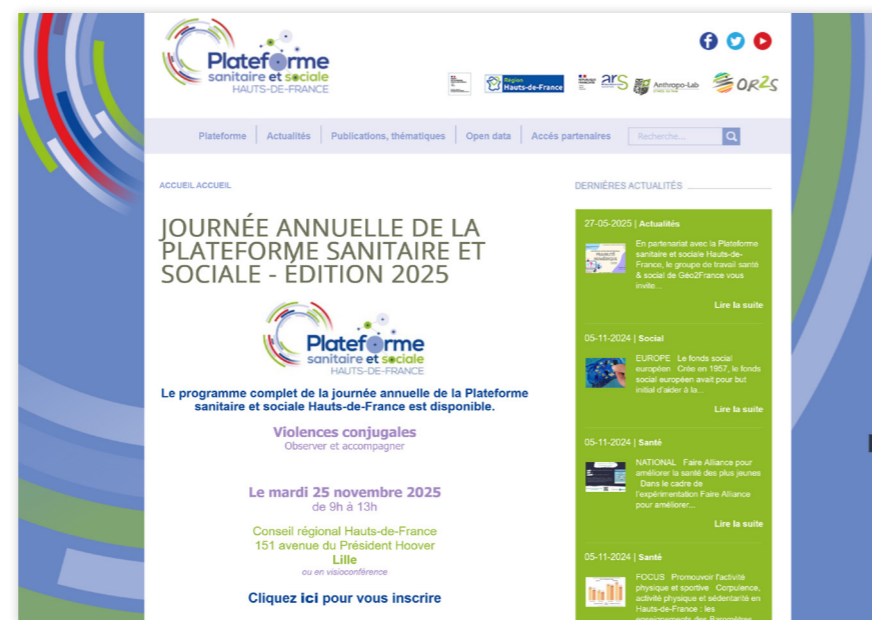 Plateforme
sanitaire et sociale
HAUTS-DE-FRANCE
Région
Hauts-de-France
ars
Anthropo-Lab
OR2S
Plateforme
Actualités
Publications, thématiques
Open data
Accés partenaires
Recherche...
ACCUEIL ACCUEIL
JOURNÉE ANNUELLE DE LA
PLATEFORME SANITAIRE ET
SOCIALE - ÉDITION 2025
Plateforme
sanitaire et sociale
HAUTS-DE-FRANCE
Le programme complet de la journée annuelle de la Plateforme
sanitaire et sociale Hauts-de-France est disponible.
Violences conjugales
Observer et accompagner
Le mardi 25 novembre 2025
de 9h à 13h
Conseil régional Hauts-de-France
151 avenue du Président Hoover
Lille
ou en visioconférence
Cliquez ici pour vous inscrire
DERNIÈRES ACTUALITÉS
27-05-2025 | Actualités
En partenariat avec la Plateforme
sanitaire et sociale Hauts-de-
France, le groupe de travail santé
& social de Géo2France vous
invite...
Lire la suite
05-11-2024 | Social
EUROPE Le fonds social
européen Crée en 1957, le fonds
social européen avait pour but
initial d'aider à la...
Lire la suite
05-11-2024 | Santé
NATIONAL Faire Alliance pour
améliorer la santé des plus jeunes
Dans le cadre de
l'expérimentation Faire Alliance
pour améliorer...
Lire la suite
05-11-2024 | Santé
FOCUS Promouvoir l'activité
physique et sportive Corpulence,
activité physique et sédentarité en
Hauts-de-France : les
enseignements des Baromètres